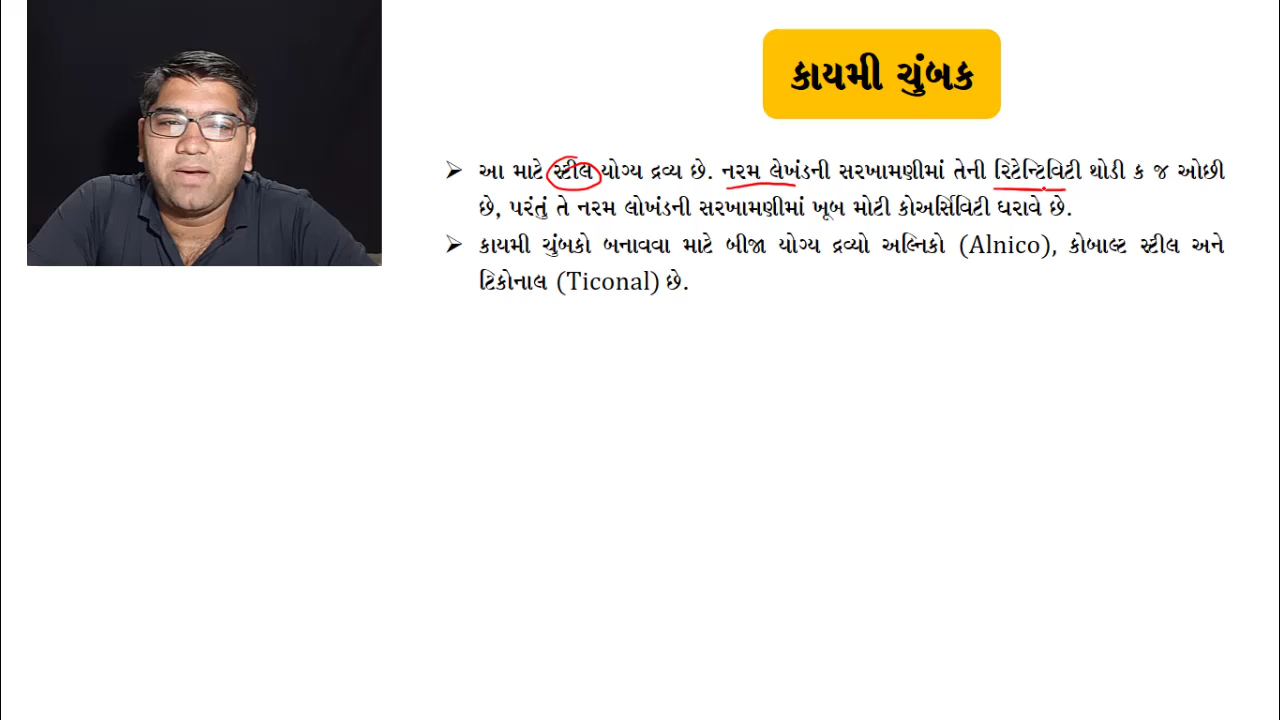 કાયમી ચુંબક
➢ આ માટે સ્ટીલ યોગ્ય દ્રવ્ય છે. નરમ લેખંડની સરખામણીમાં તેની રિટેન્ટિવિટી થોડી ક જ ઓછી
છે, પરંતું તે નરમ લોખંડની સરખામણીમાં ખૂબ મોટી કોઅર્સિવિટી ધરાવે છે.
➢ કાયમી ચુંબકો બનાવવા માટે બીજા યોગ્ય દ્રવ્યો અલ્નિકો (Alnico), કોબાલ્ટ સ્ટીલ અને
ટિકોનાલ (Ticonal) છે.